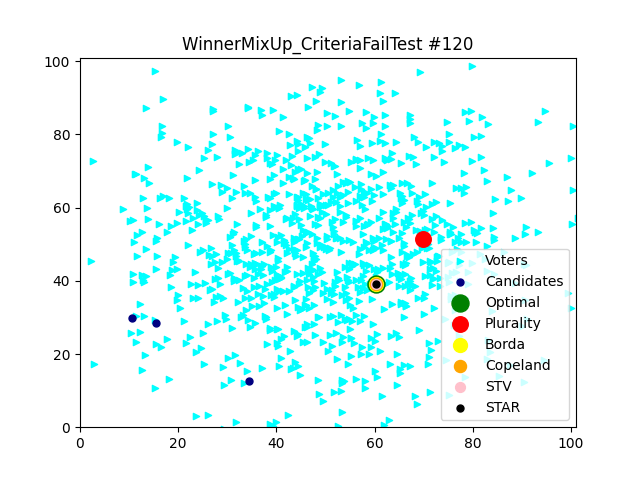 WinnerMixUp_CriteriaFailTest #120
100
80
60
40
20
0
0 20 40 60 80 100
Voters
Candidates
Optimal
Plurality
Borda
Copeland
STV
STAR